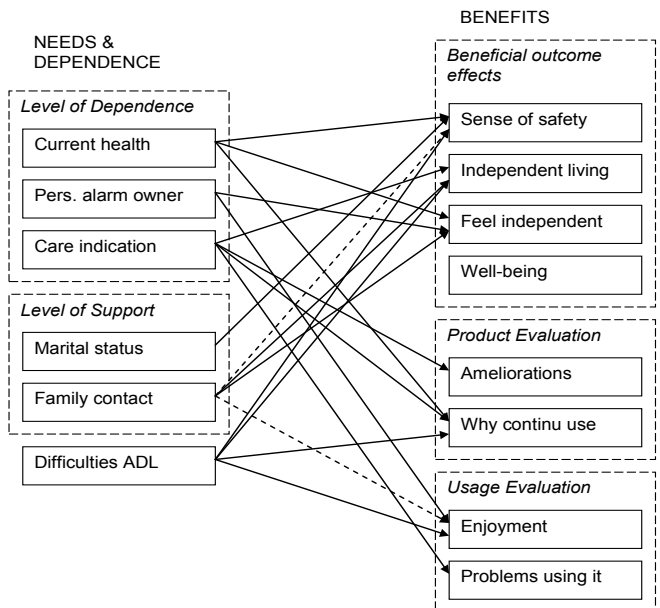 NEEDS &
DEPENDENCE
Level of Dependence
Current health
Pers. alarm owner
Care indication
Level of Support
Marital status
Family contact
Difficulties ADL
BENEFITS
Beneficial outcome
effects
Sense of safety
Independent living
Feel independent
Well-being
Product Evaluation
Ameliorations
Why continu use
Usage Evaluation
Enjoyment
Problems using it